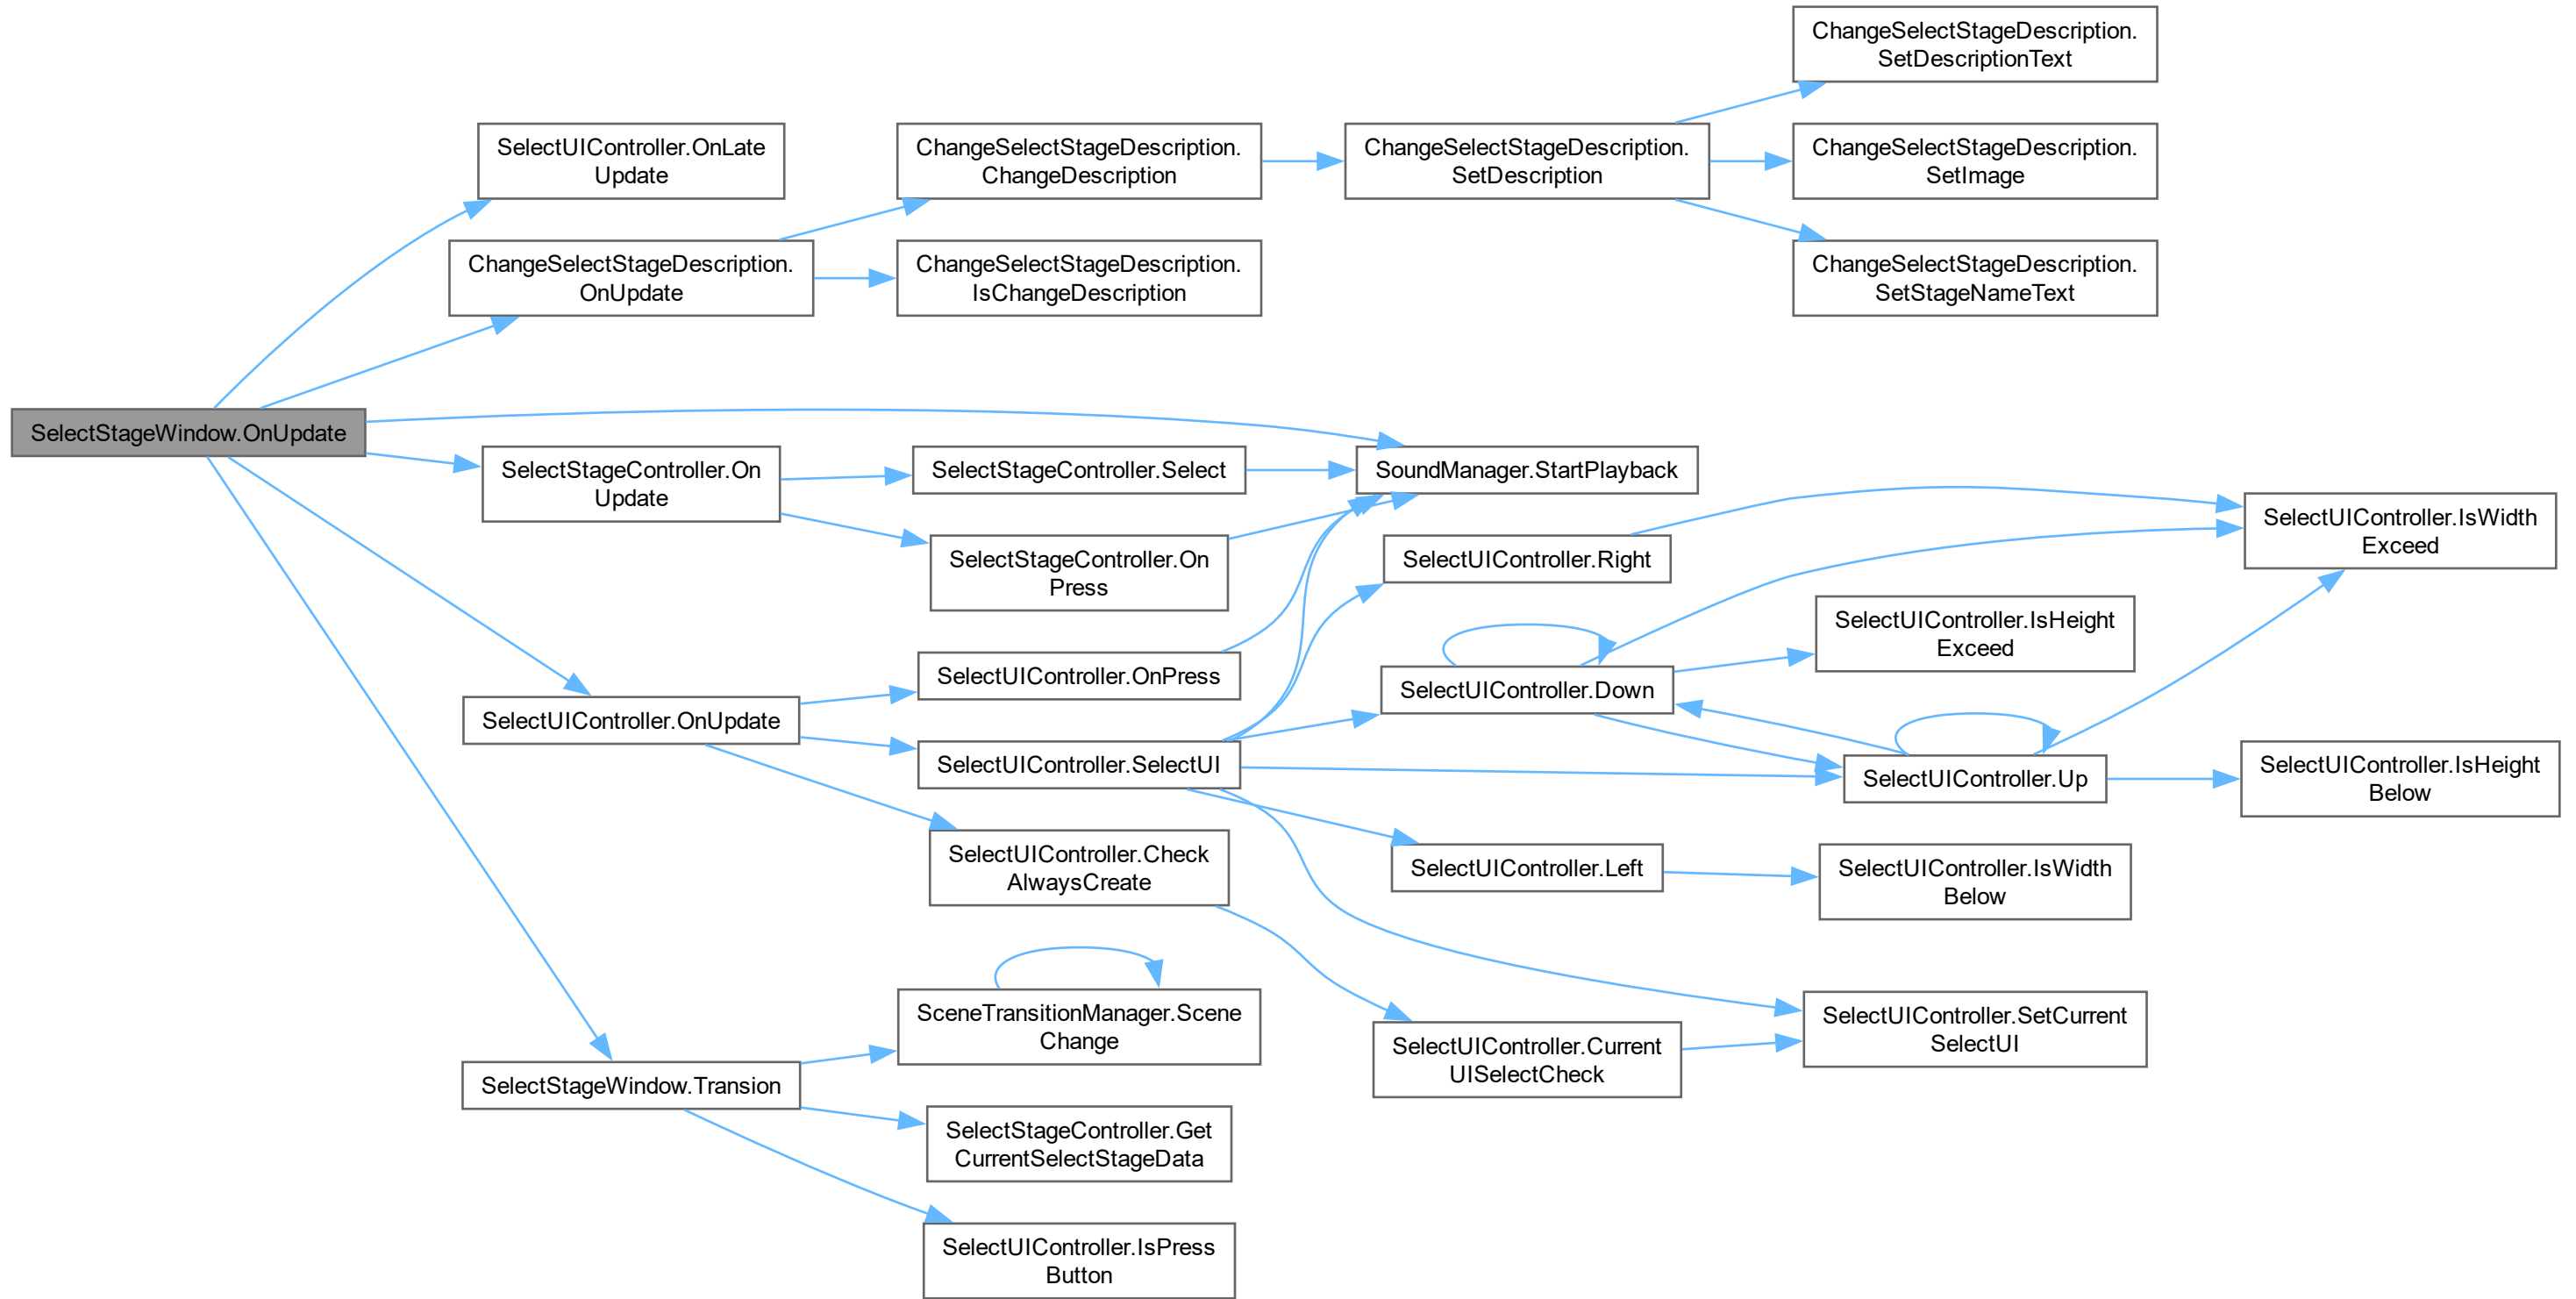 ChangeSelectStageDescription.
SetDescriptionText
SelectUIController.OnLate
Update
ChangeSelectStageDescription.
ChangeDescription
ChangeSelectStageDescription.
SetDescription
ChangeSelectStageDescription.
SetImage
ChangeSelectStageDescription.
OnUpdate
ChangeSelectStageDescription.
IsChangeDescription
ChangeSelectStageDescription.
SetStageNameText
SelectStageWindow.OnUpdate
SelectStageController.On
Update
SelectStageController.Select
SoundManager.StartPlayback
SelectStageController.On
Press
SelectUIController.Right
SelectUIController.IsWidth
Exceed
SelectUIController.IsHeight
Exceed
SelectUIController.OnPress
SelectUIController.Down
SelectUIController.OnUpdate
SelectUIController.SelectUI
SelectUIController.Up
SelectUIController.IsHeight
Below
SelectUIController.Check
AlwaysCreate
SelectUIController.Left
SelectUIController.IsWidth
Below
SceneTransitionManager.Scene
Change
SelectUIController.Current
UISelectCheck
SelectUIController.SetCurrent
SelectUI
SelectStageWindow.Transion
SelectStageController.Get
CurrentSelectStageData
SelectUIController.IsPress
Button